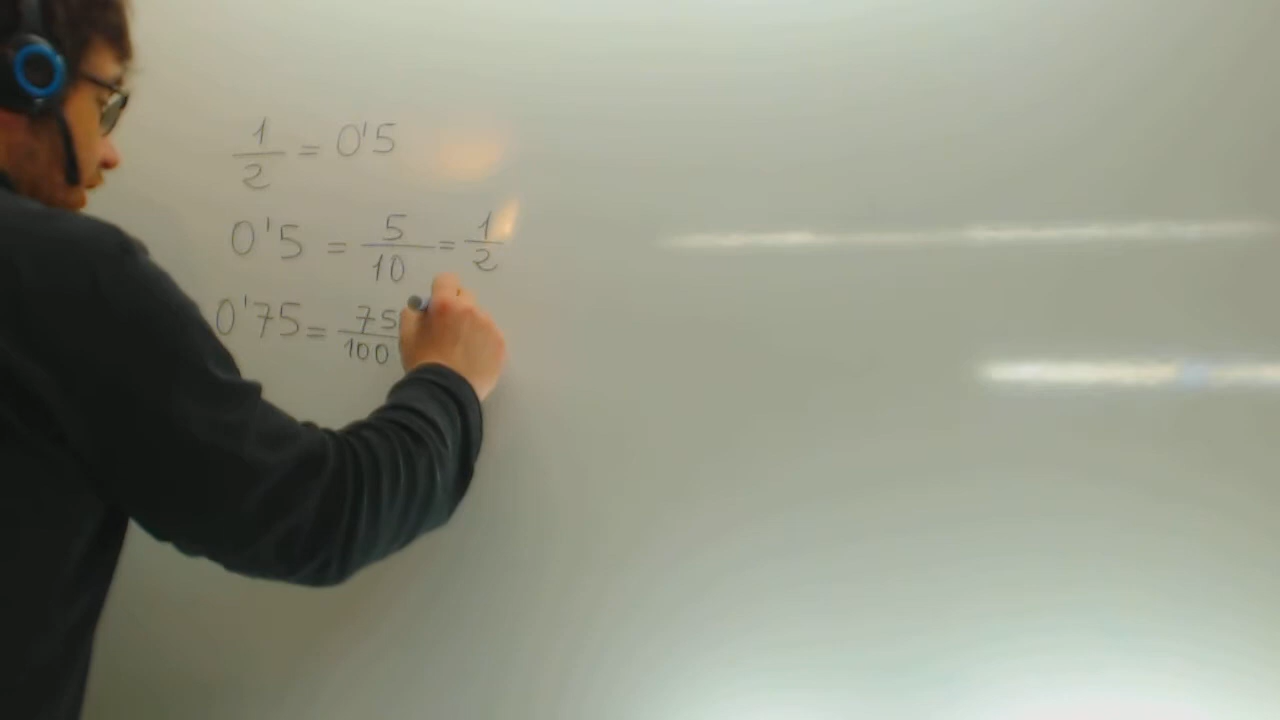 1/2 = 0'5
0'5 = 5/10 = 1/2
0'75 = 75/100